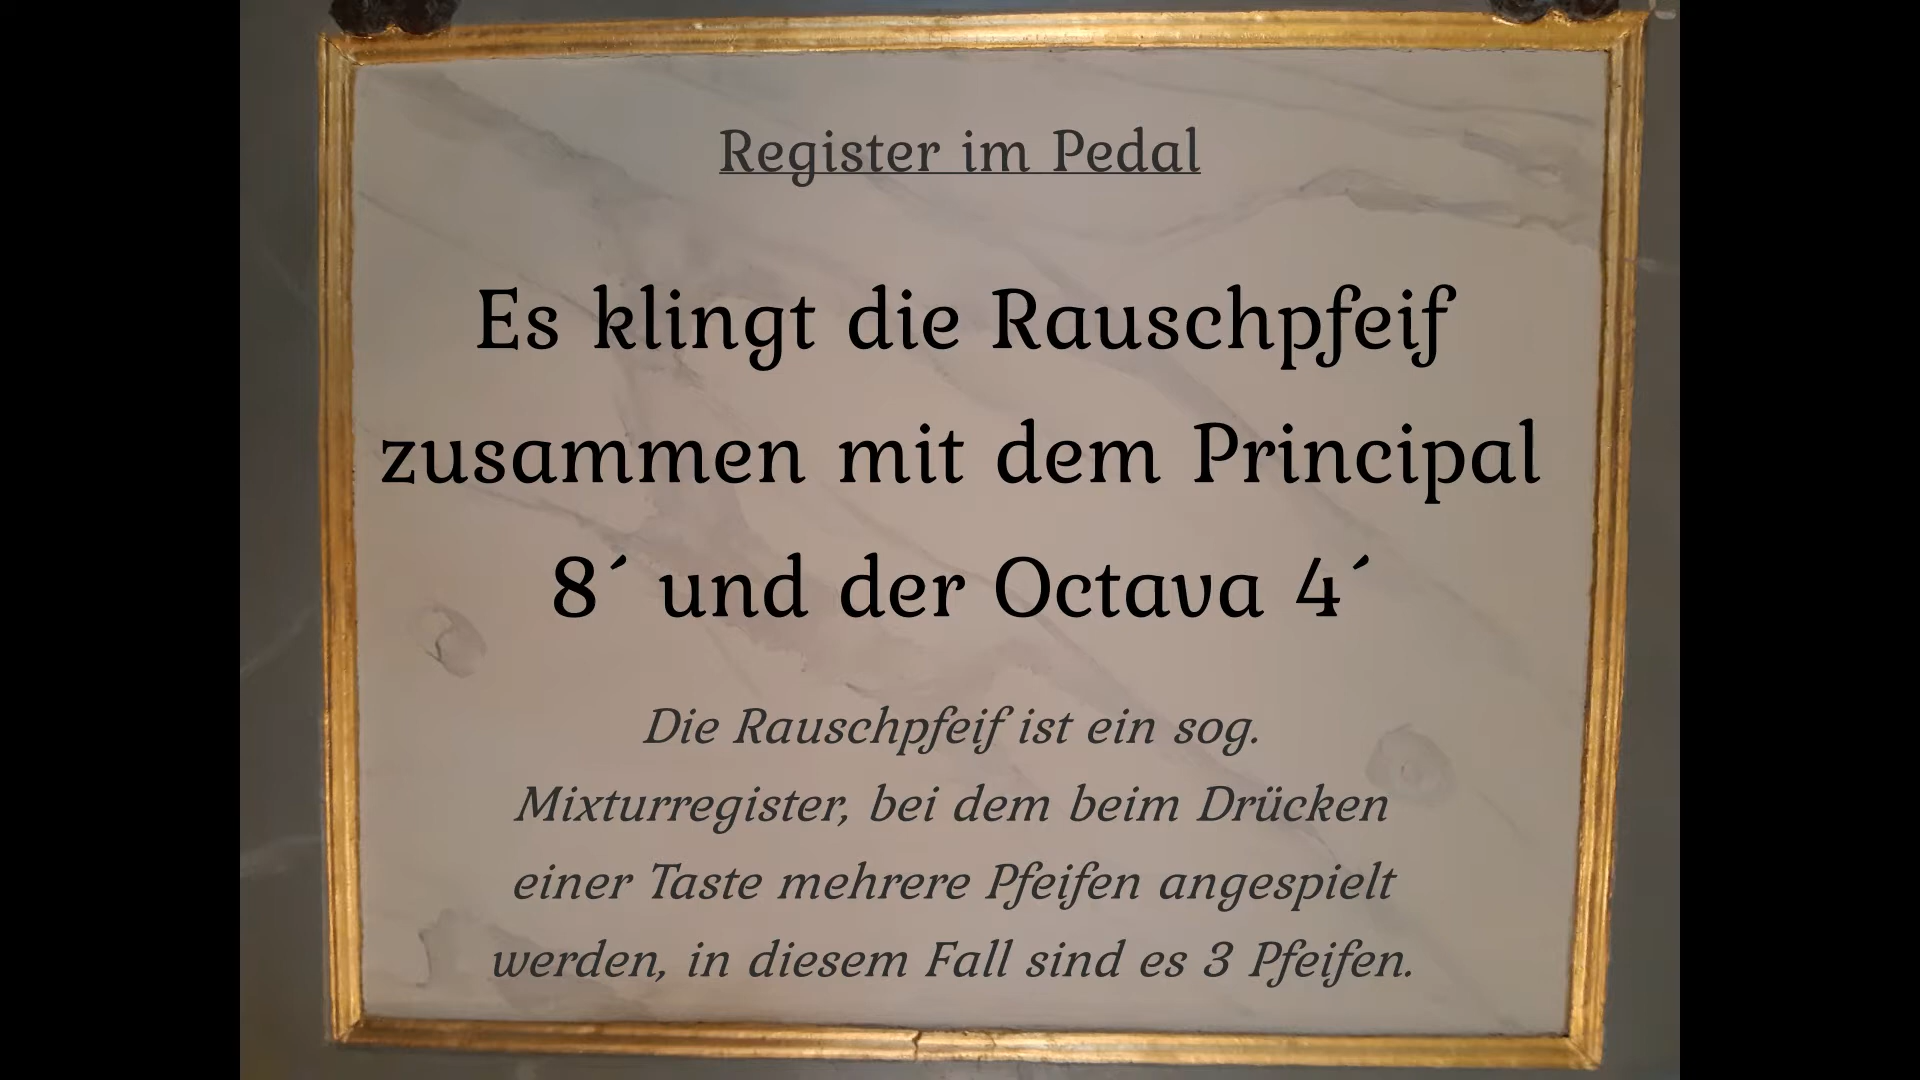 Register im Pedal
Es klingt die Rauschpfeif
zusammen mit dem Principal
8´ und der Octava 4´
Die Rauschpfeif ist ein sog.
Mixturregister, bei dem beim Drücken
einer Taste mehrere Pfeifen angespielt
werden, in diesem Fall sind es 3 Pfeifen.